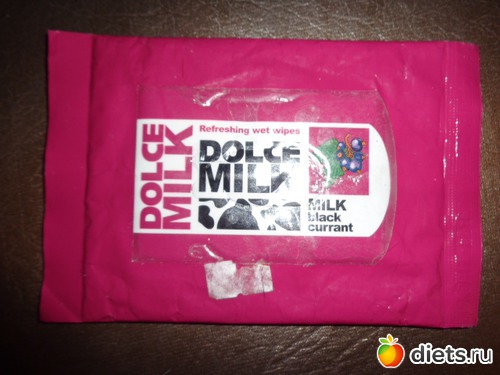 DOLCE
MILK
Refreshing wet wipes
DOLCE
MILK
MILK
black
currant
diets.ru